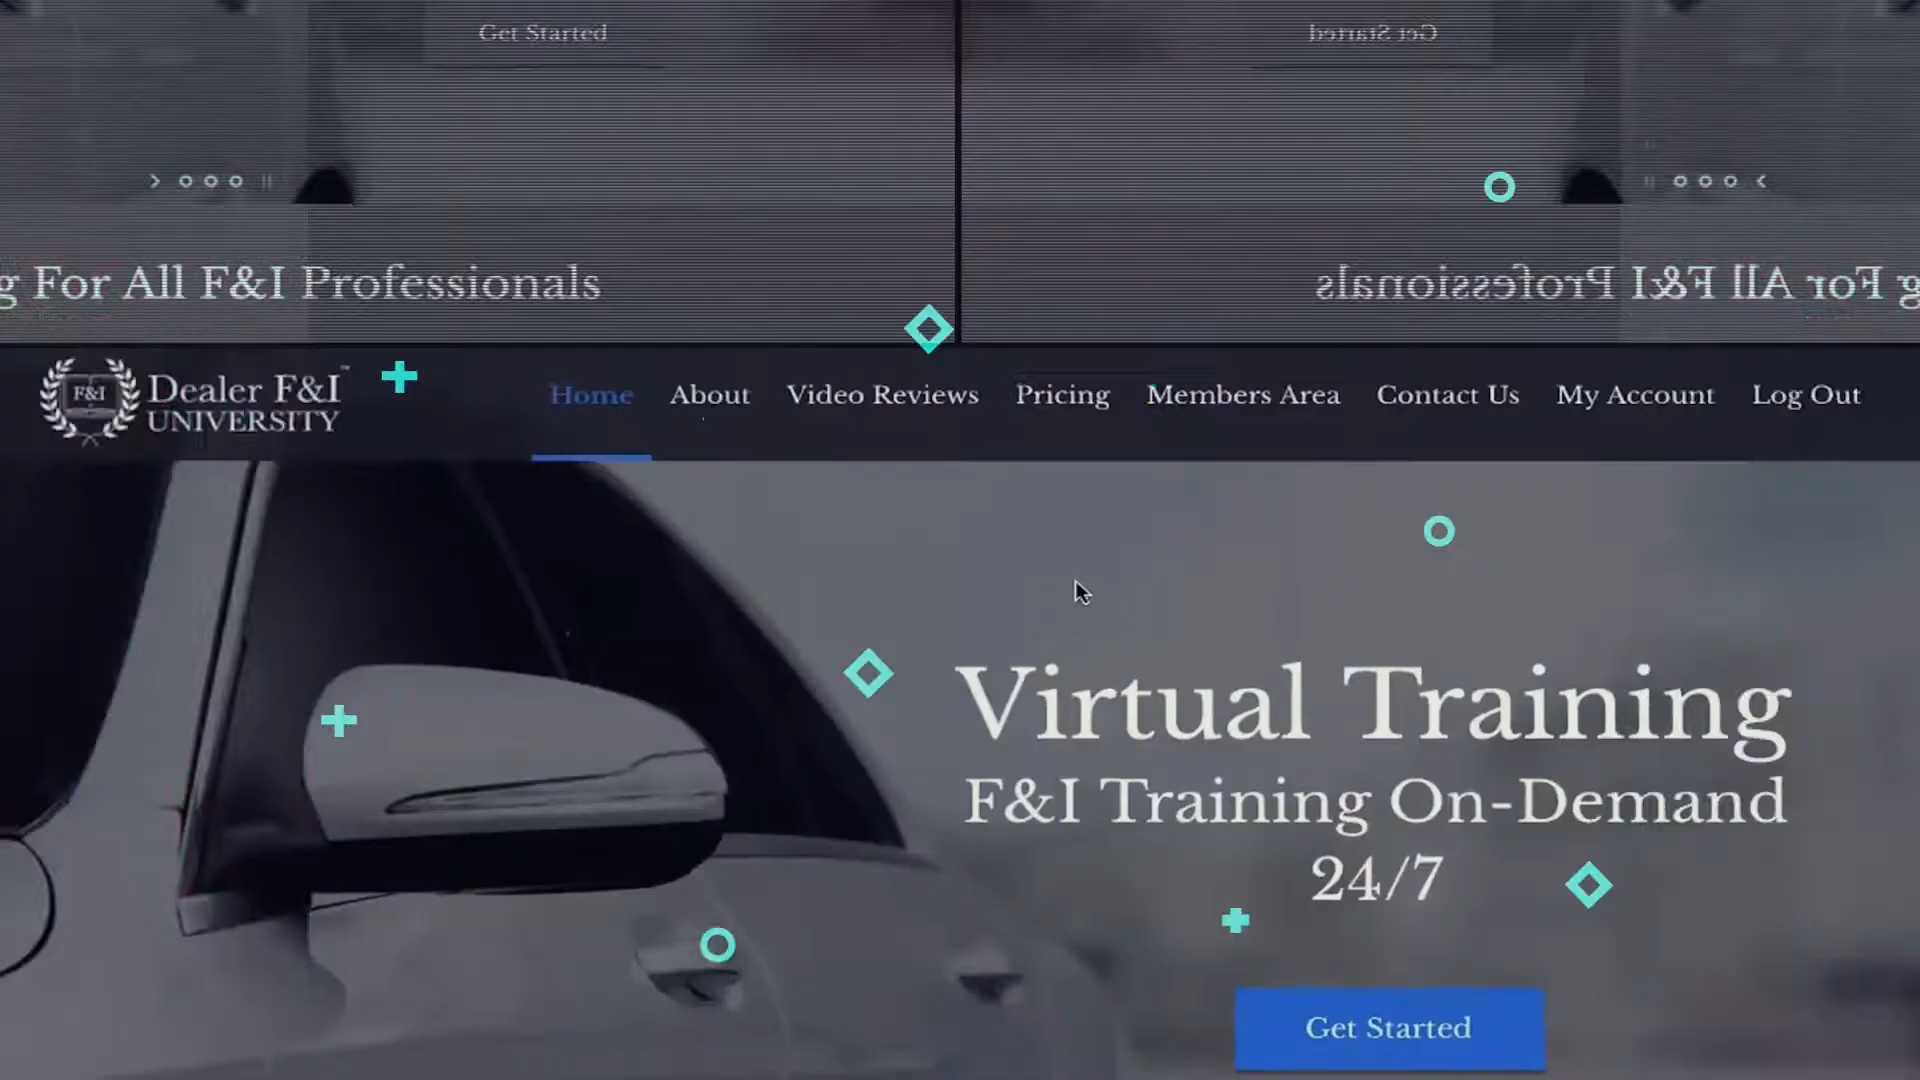 Get Started
Get Started
g For All F&I Professionals
g For All F&I Professionals
F&I
Dealer F&I
UNIVERSITY
Home
About
Video Reviews
Pricing
Members Area
Contact Us
My Account
Log Out
Virtual Training
F&I Training On-Demand
24/7
Get Started